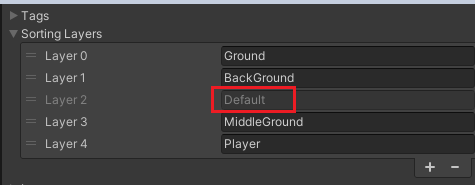 Tags
Sorting Layers
Layer 0 Ground
Layer 1 BackGround
Layer 2 Default
Layer 3 MiddleGround
Layer 4 Player
+ −